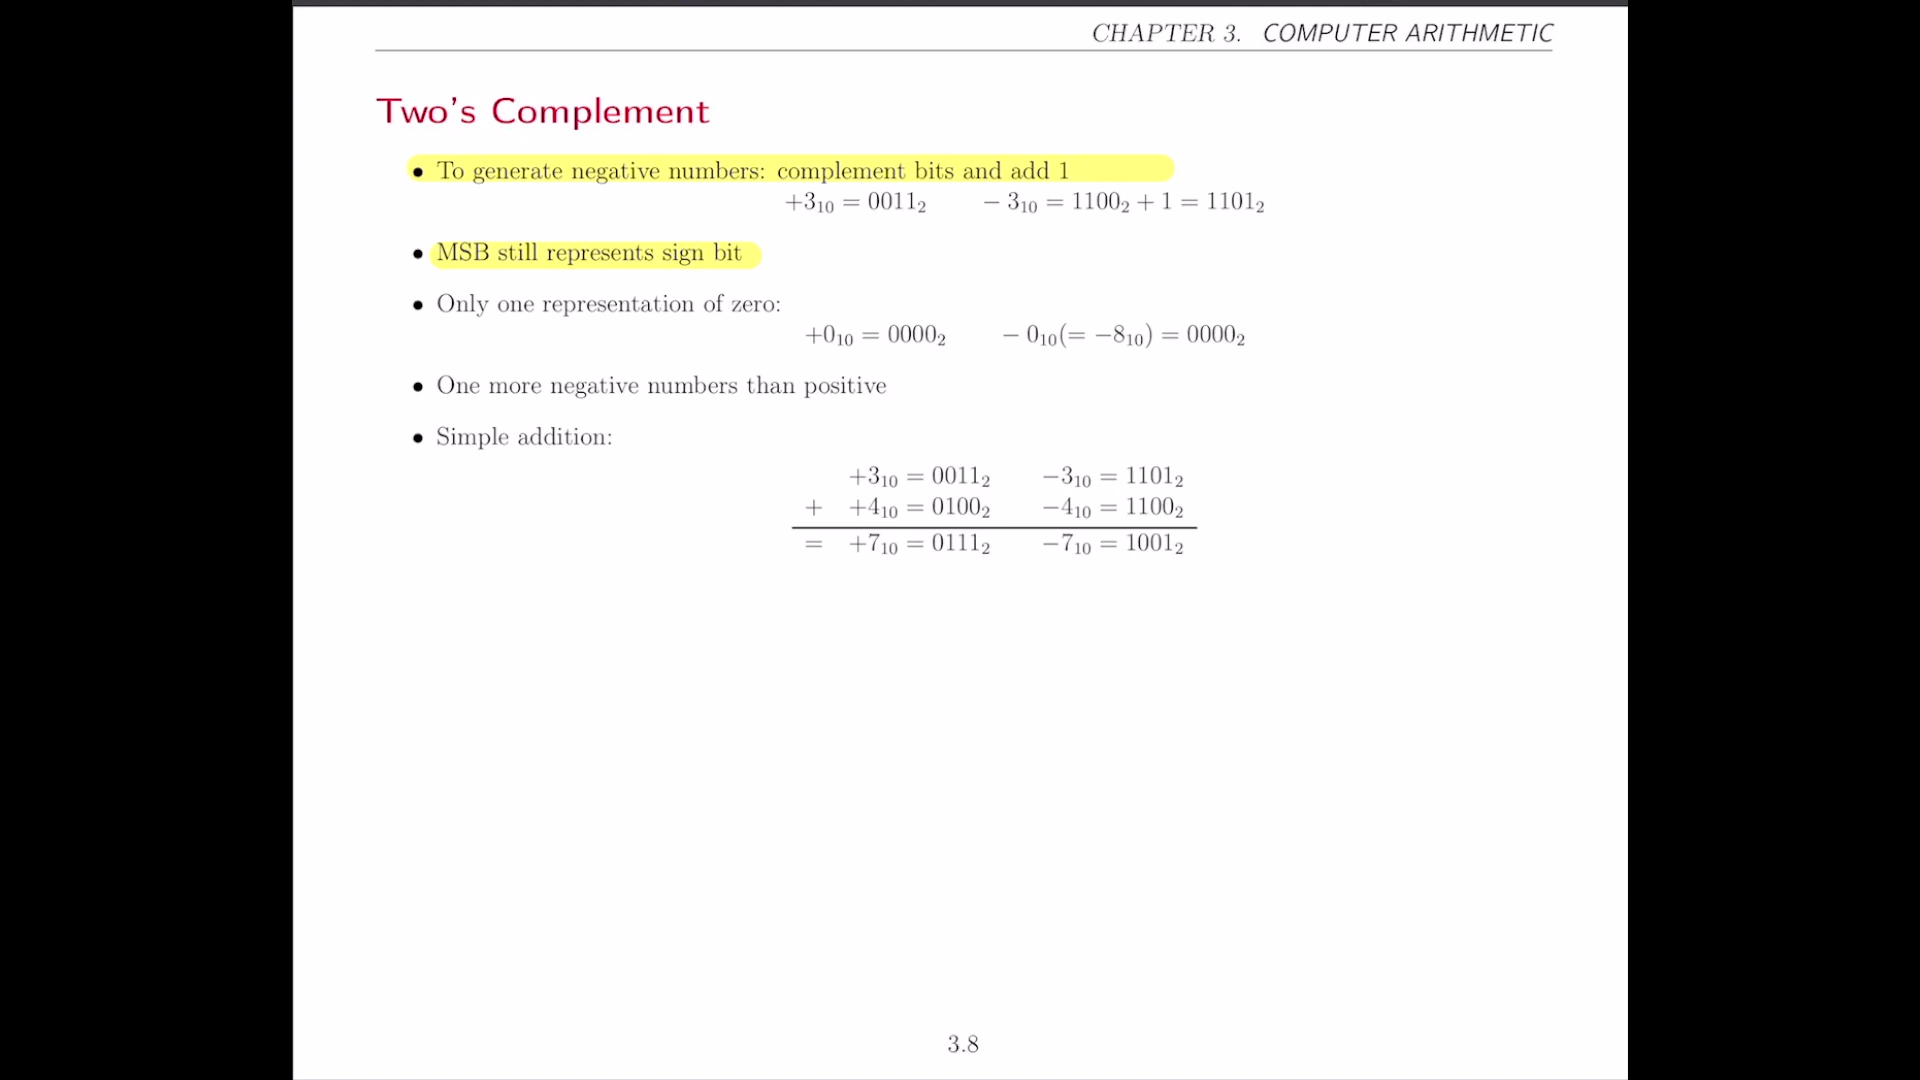 CHAPTER 3. COMPUTER ARITHMETIC
Two's Complement
• To generate negative numbers: complement bits and add 1
+3₁₀ = 0011₂ − 3₁₀ = 1100₂ + 1 = 1101₂
• MSB still represents sign bit
• Only one representation of zero:
+0₁₀ = 0000₂ − 0₁₀(= −8₁₀) = 0000₂
• One more negative numbers than positive
• Simple addition:
+3₁₀ = 0011₂ −3₁₀ = 1101₂
+ +4₁₀ = 0100₂ −4₁₀ = 1100₂
= +7₁₀ = 0111₂ −7₁₀ = 1001₂
3.8